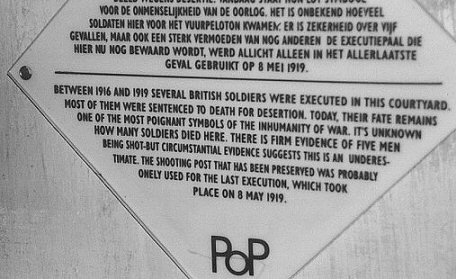 VOOR DE ONMENSELIJKHEID VAN DE OORLOG. HET IS ONBEKEND HOEVEEL
SOLDATEN HIER VOOR HET VUURPELOTON KWAMEN: ER IS ZEKERHEID OVER VIJF
GEVALLEN, MAAR OOK EEN STERK VERMOEDEN VAN NOG ANDEREN. DE EXECUTIEPAAL DIE
HIER NU NOG BEWAARD WORDT, WERD ALLICHT ALLEEN IN HET ALLERLAATSTE
GEVAL GEBRUIKT OP 8 MEI 1919.
BETWEEN 1916 AND 1919 SEVERAL BRITISH SOLDIERS WERE EXECUTED IN THIS COURTYARD.
MOST OF THEM WERE SENTENCED TO DEATH FOR DESERTION. TODAY, THEIR FATE REMAINS
ONE OF THE MOST POIGNANT SYMBOLS OF THE INHUMANITY OF WAR. IT'S UNKNOWN
HOW MANY SOLDIERS DIED HERE. THERE IS FIRM EVIDENCE OF FIVE MEN
BEING SHOT-BUT CIRCUMSTANTIAL EVIDENCE SUGGESTS THIS IS AN UNDERES-
TIMATE. THE SHOOTING POST THAT HAS BEEN PRESERVED WAS PROBABLY
ONELY USED FOR THE LAST EXECUTION, WHICH TOOK
PLACE ON 8 MAY 1919.
PoP